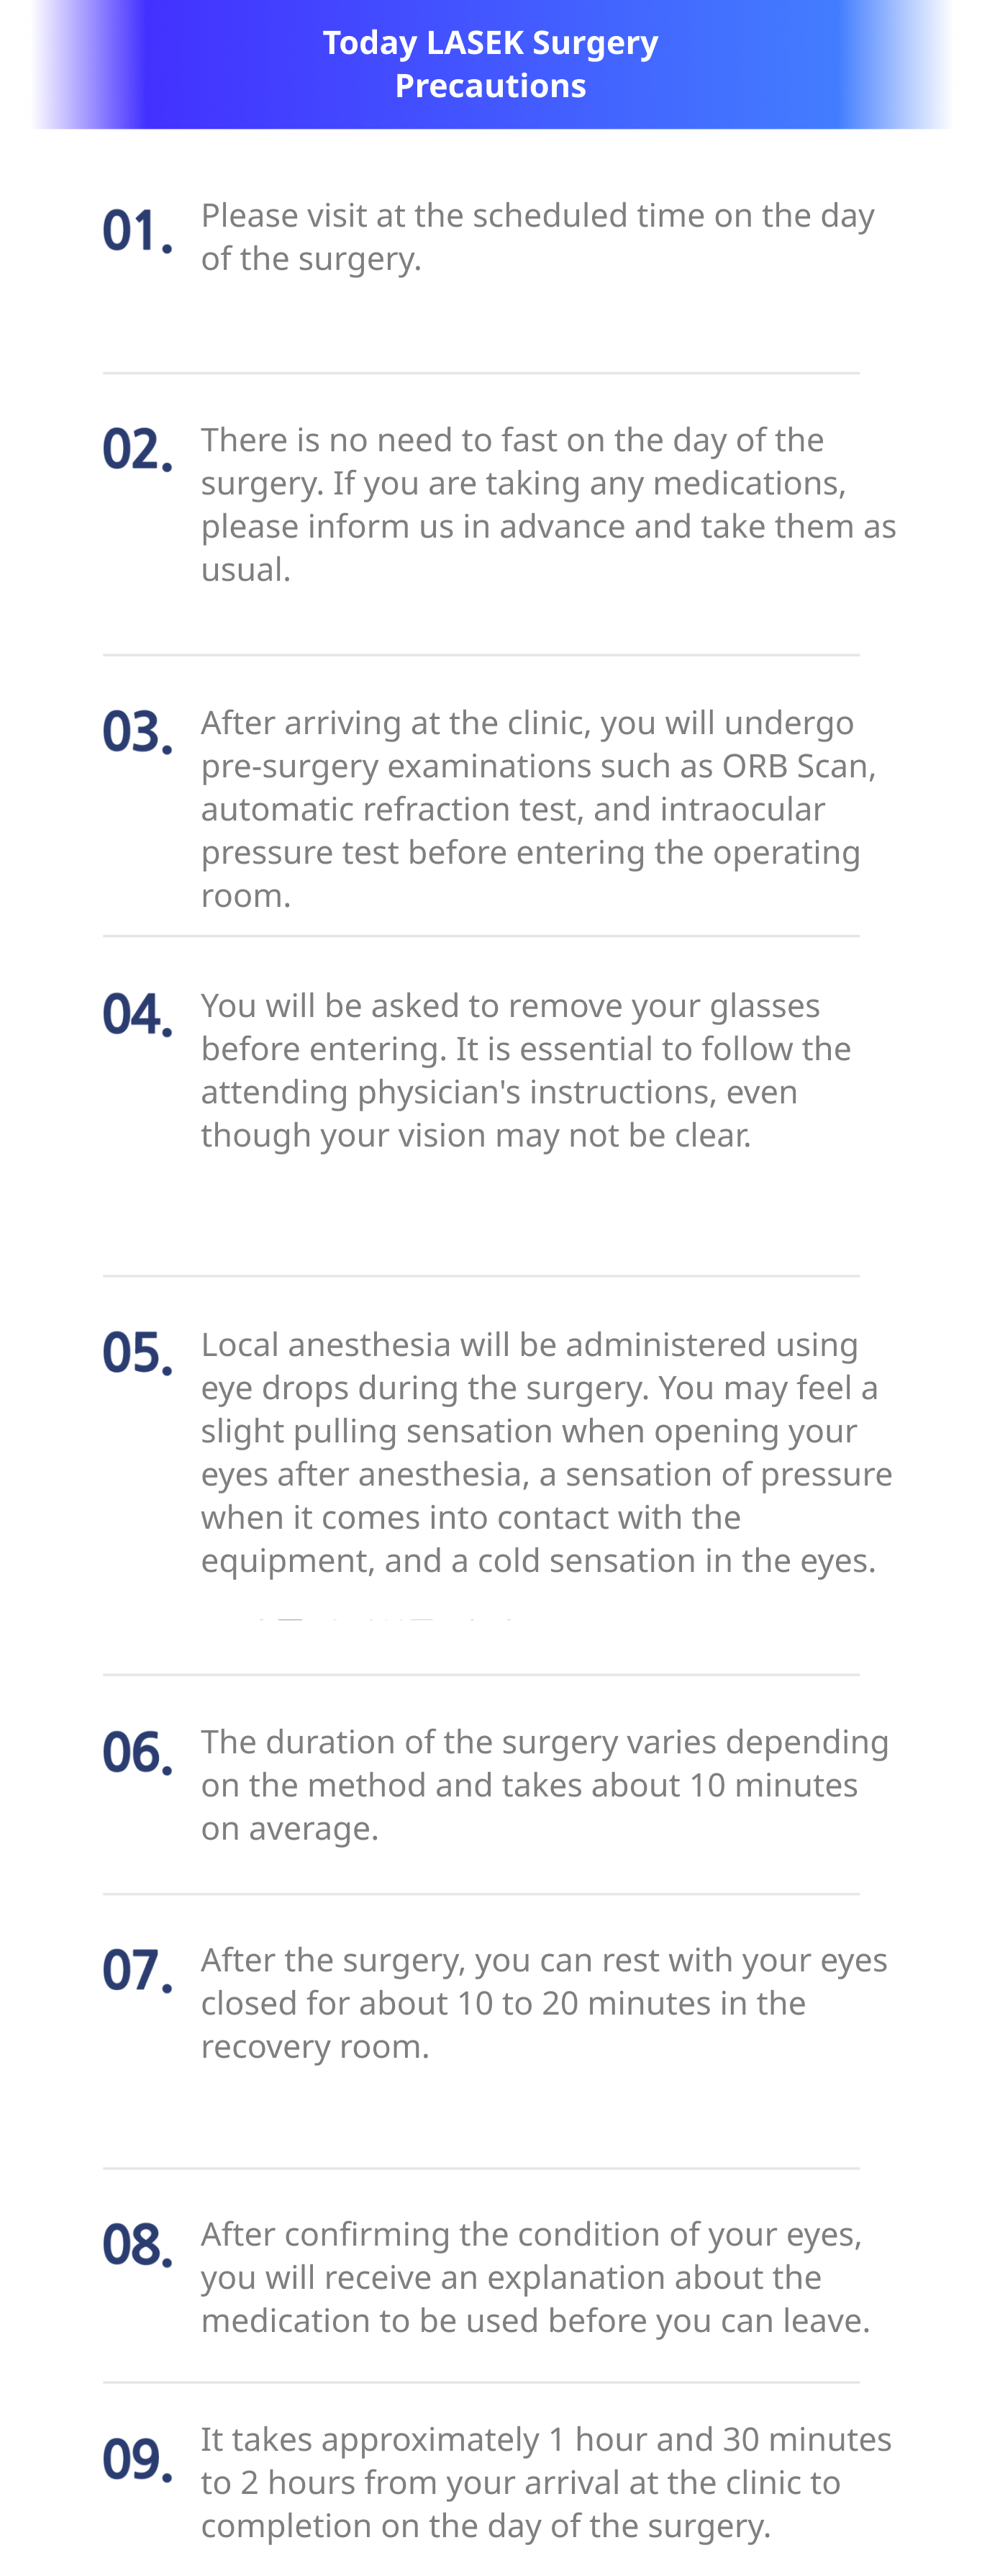 Today LASEK Surgery
Precautions
01.
Please visit at the scheduled time on the day
of the surgery.
02.
There is no need to fast on the day of the
surgery. If you are taking any medications,
please inform us in advance and take them as
usual.
03.
After arriving at the clinic, you will undergo
pre-surgery examinations such as ORB Scan,
automatic refraction test, and intraocular
pressure test before entering the operating
room.
04.
You will be asked to remove your glasses
before entering. It is essential to follow the
attending physician's instructions, even
though your vision may not be clear.
05.
Local anesthesia will be administered using
eye drops during the surgery. You may feel a
slight pulling sensation when opening your
eyes after anesthesia, a sensation of pressure
when it comes into contact with the
equipment, and a cold sensation in the eyes.
06.
The duration of the surgery varies depending
on the method and takes about 10 minutes
on average.
07.
After the surgery, you can rest with your eyes
closed for about 10 to 20 minutes in the
recovery room.
08.
After confirming the condition of your eyes,
you will receive an explanation about the
medication to be used before you can leave.
09.
It takes approximately 1 hour and 30 minutes
to 2 hours from your arrival at the clinic to
completion on the day of the surgery.